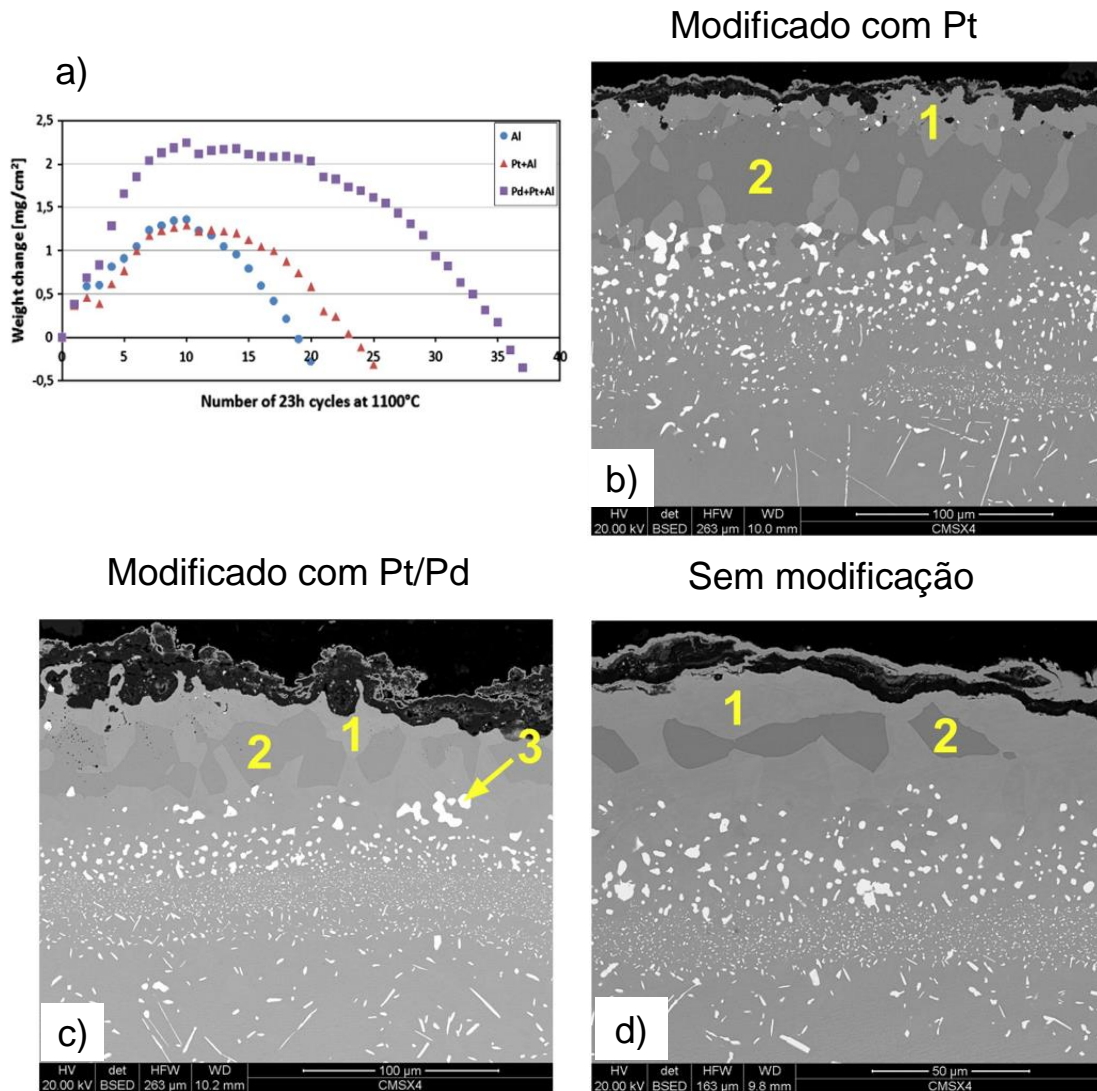 Modificado com Pt
a)
Weight change [mg/cm²]
2,5
2
1,5
1
0,5
0
-0,5
0 5 10 15 20 25 30 35 40
Number of 23h cycles at 1100°C
Al
Pt+Al
Pd+Pt+Al
1
2
b)
HV det HFW WD 100 µm
20.00 kV BSED 263 µm 10.0 mm CMSX4
Modificado com Pt/Pd
Sem modificação
1
2
3
c)
HV det HFW WD 100 µm
20.00 kV BSED 263 µm 10.2 mm CMSX4
1
2
d)
HV det HFW WD 50 µm
20.00 kV BSED 163 µm 9.8 mm CMSX4